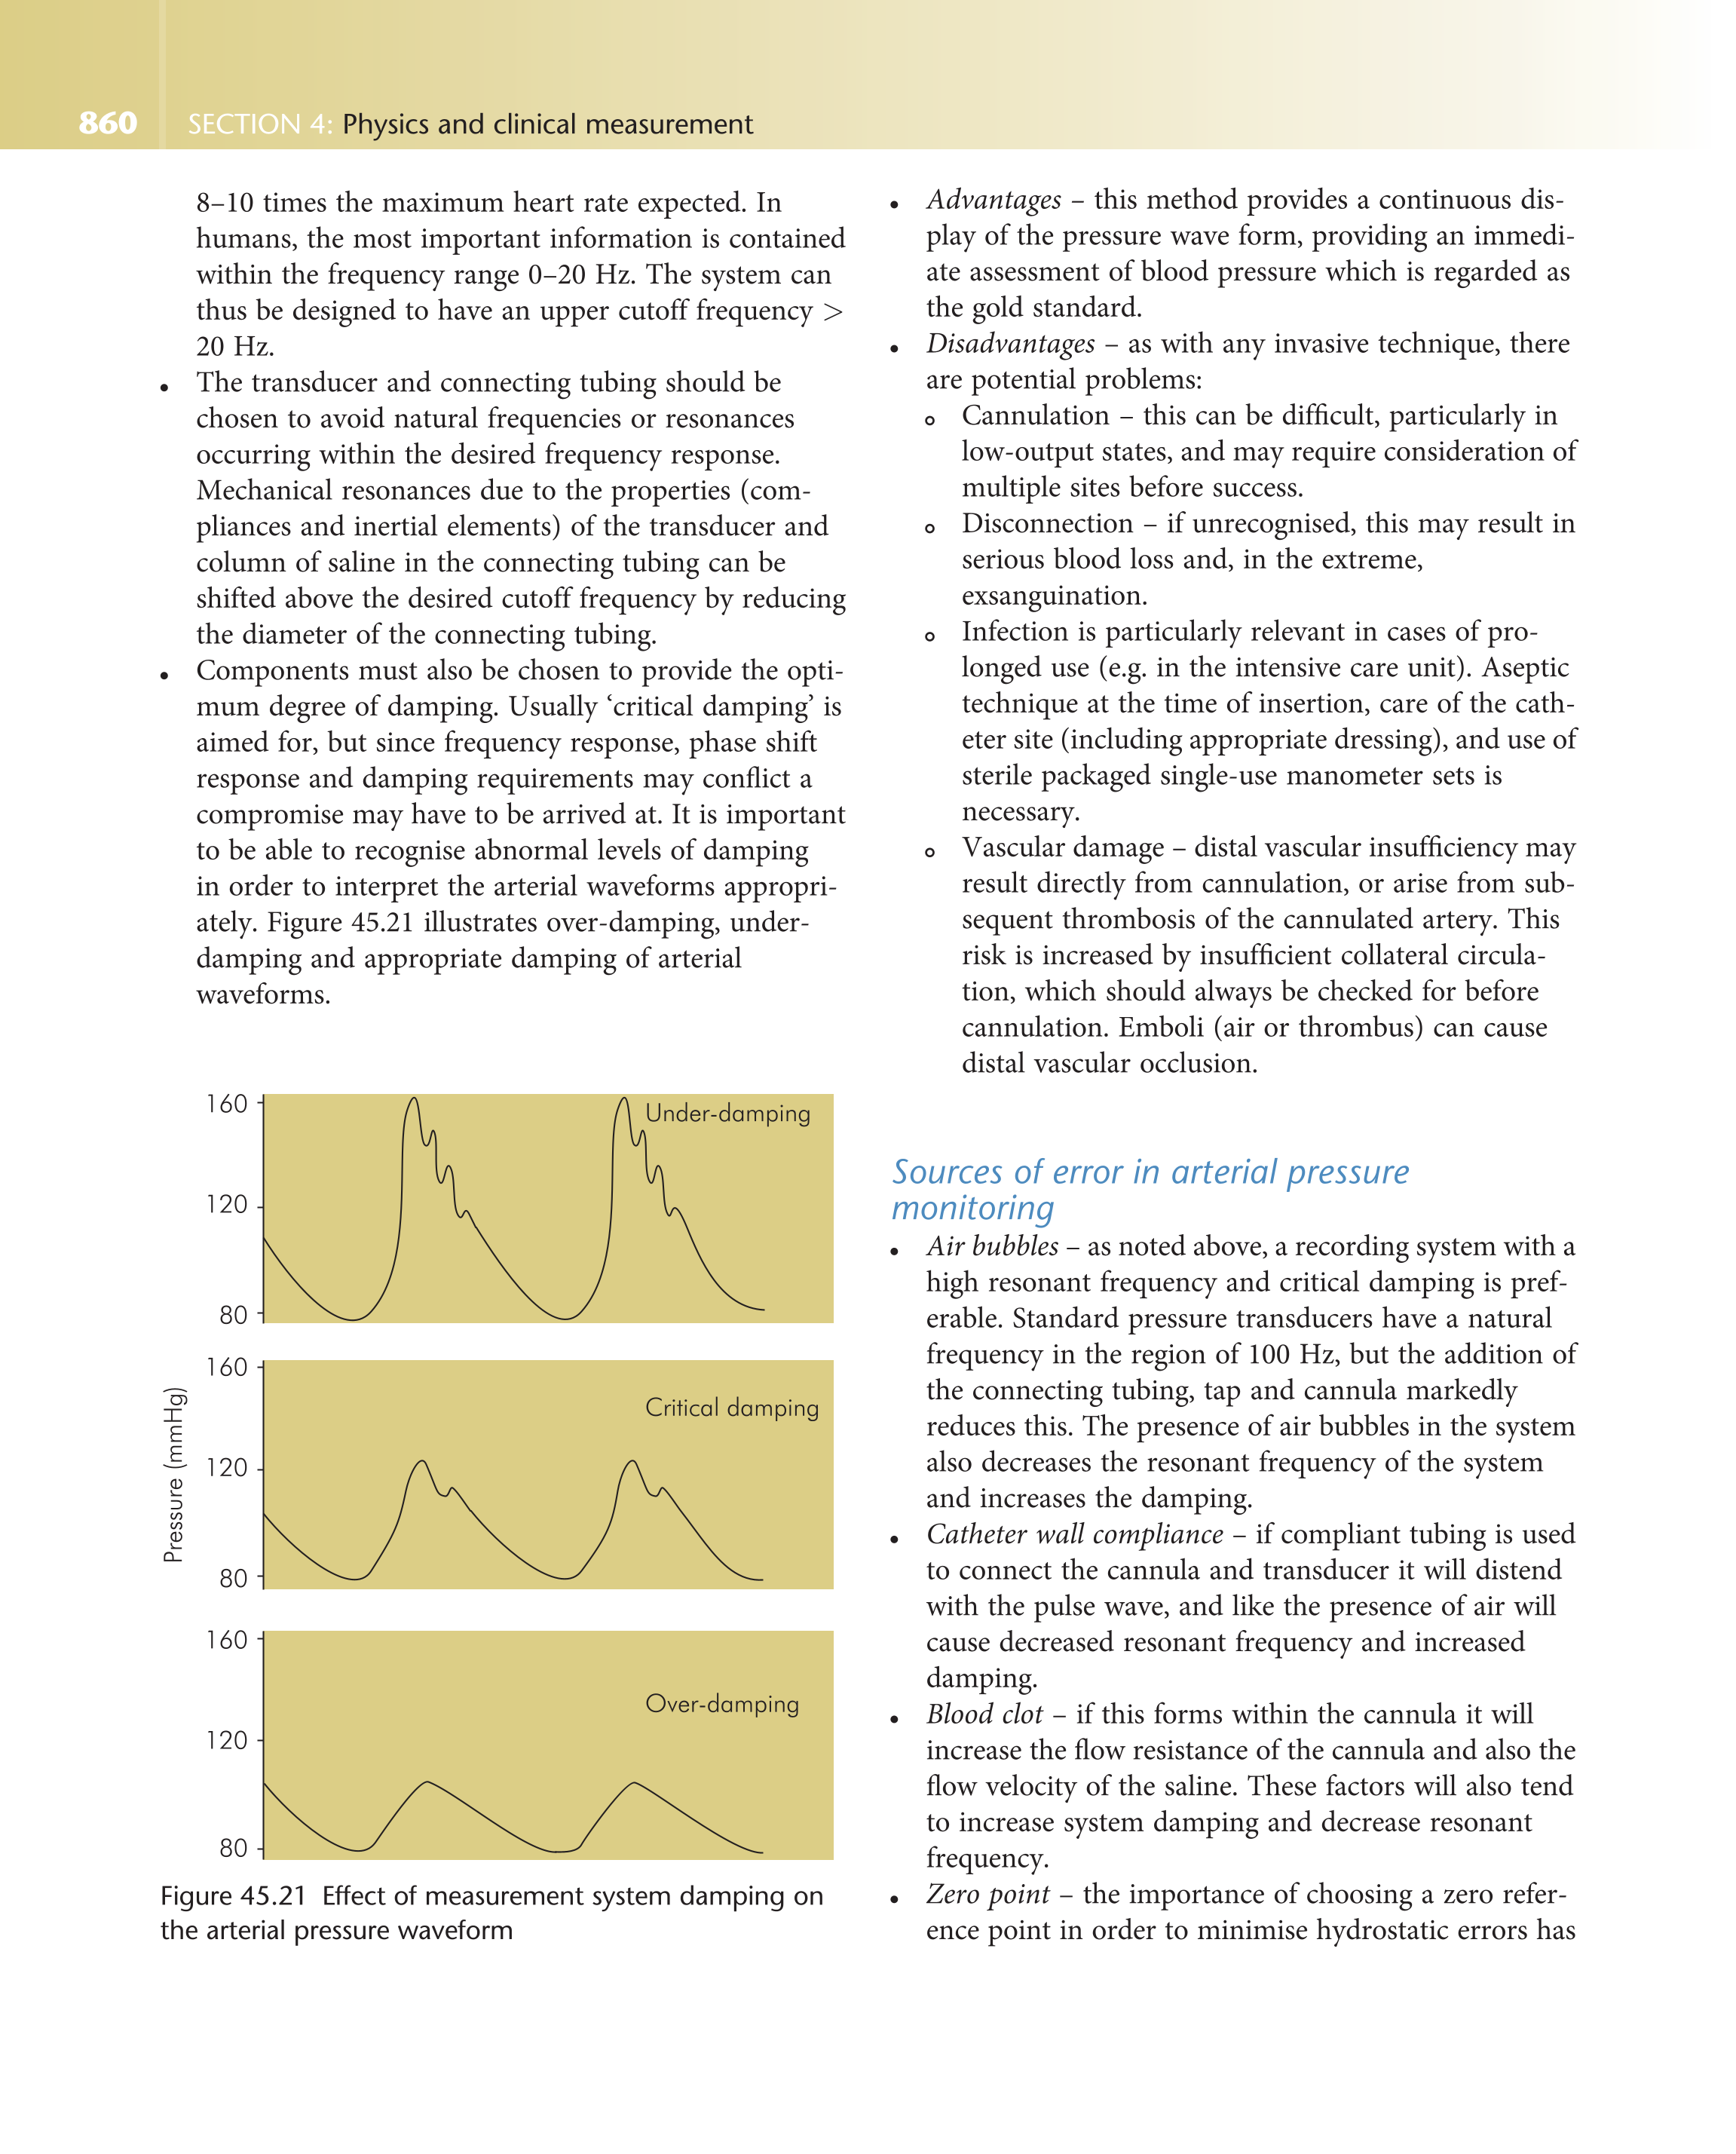 860 SECTION 4: Physics and clinical measurement
8–10 times the maximum heart rate expected. In
humans, the most important information is contained
within the frequency range 0–20 Hz. The system can
thus be designed to have an upper cutoff frequency >
20 Hz.
• The transducer and connecting tubing should be
chosen to avoid natural frequencies or resonances
occurring within the desired frequency response.
Mechanical resonances due to the properties (com-
pliances and inertial elements) of the transducer and
column of saline in the connecting tubing can be
shifted above the desired cutoff frequency by reducing
the diameter of the connecting tubing.
• Components must also be chosen to provide the opti-
mum degree of damping. Usually ‘critical damping’ is
aimed for, but since frequency response, phase shift
response and damping requirements may conflict a
compromise may have to be arrived at. It is important
to be able to recognise abnormal levels of damping
in order to interpret the arterial waveforms appropri-
ately. Figure 45.21 illustrates over-damping, under-
damping and appropriate damping of arterial
waveforms.
Pressure (mmHg)
160
Under-damping
120
80
160
Critical damping
120
80
160
Over-damping
120
80
Figure 45.21 Effect of measurement system damping on
the arterial pressure waveform
• Advantages – this method provides a continuous dis-
play of the pressure wave form, providing an immedi-
ate assessment of blood pressure which is regarded as
the gold standard.
• Disadvantages – as with any invasive technique, there
are potential problems:
∘ Cannulation – this can be difficult, particularly in
low-output states, and may require consideration of
multiple sites before success.
∘ Disconnection – if unrecognised, this may result in
serious blood loss and, in the extreme,
exsanguination.
∘ Infection is particularly relevant in cases of pro-
longed use (e.g. in the intensive care unit). Aseptic
technique at the time of insertion, care of the cath-
eter site (including appropriate dressing), and use of
sterile packaged single-use manometer sets is
necessary.
∘ Vascular damage – distal vascular insufficiency may
result directly from cannulation, or arise from sub-
sequent thrombosis of the cannulated artery. This
risk is increased by insufficient collateral circula-
tion, which should always be checked for before
cannulation. Emboli (air or thrombus) can cause
distal vascular occlusion.
Sources of error in arterial pressure
monitoring
• Air bubbles – as noted above, a recording system with a
high resonant frequency and critical damping is pref-
erable. Standard pressure transducers have a natural
frequency in the region of 100 Hz, but the addition of
the connecting tubing, tap and cannula markedly
reduces this. The presence of air bubbles in the system
also decreases the resonant frequency of the system
and increases the damping.
• Catheter wall compliance – if compliant tubing is used
to connect the cannula and transducer it will distend
with the pulse wave, and like the presence of air will
cause decreased resonant frequency and increased
damping.
• Blood clot – if this forms within the cannula it will
increase the flow resistance of the cannula and also the
flow velocity of the saline. These factors will also tend
to increase system damping and decrease resonant
frequency.
• Zero point – the importance of choosing a zero refer-
ence point in order to minimise hydrostatic errors has